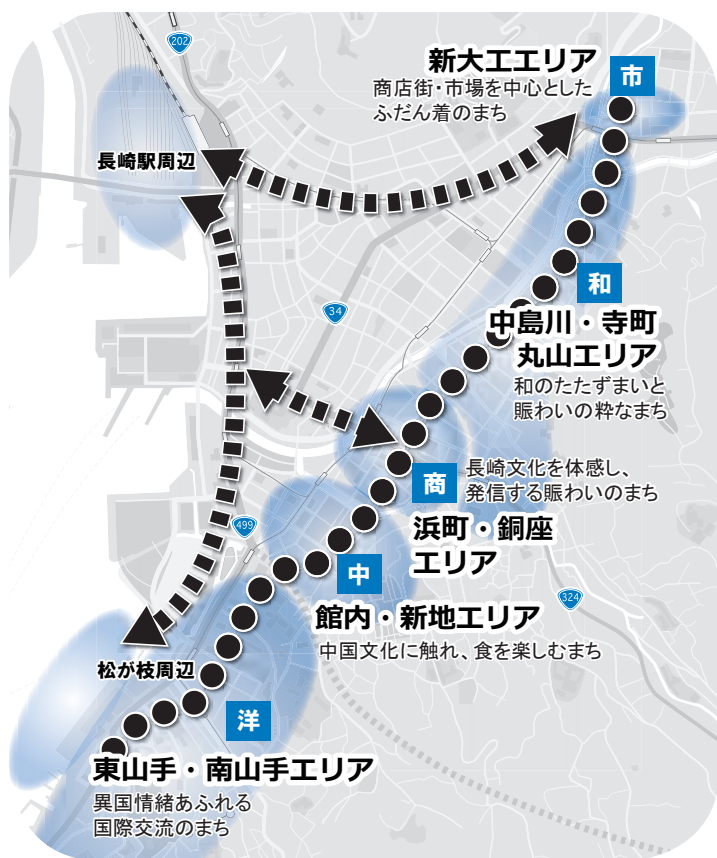 202
新大工エリア
市
商店街・市場を中心とした
ふだん着のまち
長崎駅周辺
和
34
中島川・寺町
丸山エリア
和のたたずまいと
賑わいの粋なまち
商
長崎文化を体感し、
発信する賑わいのまち
浜町・銅座
エリア
499
中
324
館内・新地エリア
中国文化に触れ、食を楽しむまち
松が枝周辺
洋
東山手・南山手エリア
異国情緒あふれる
国際交流のまち